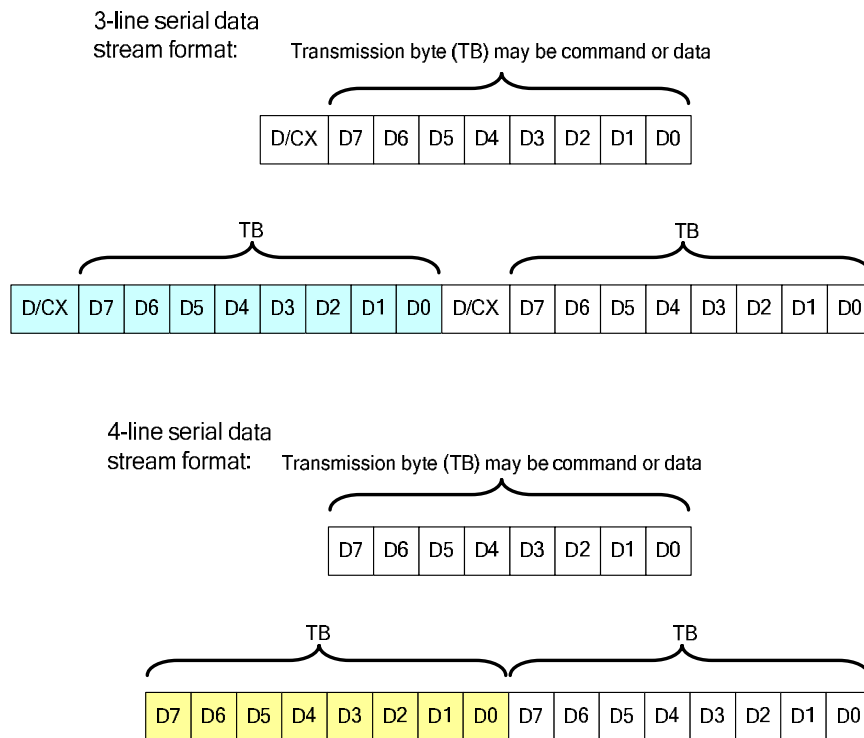 3-line serial data
stream format: Transmission byte (TB) may be command or data
D/CX D7 D6 D5 D4 D3 D2 D1 D0
TB TB
D/CX D7 D6 D5 D4 D3 D2 D1 D0 D/CX D7 D6 D5 D4 D3 D2 D1 D0
4-line serial data
stream format: Transmission byte (TB) may be command or data
D7 D6 D5 D4 D3 D2 D1 D0
TB TB
D7 D6 D5 D4 D3 D2 D1 D0 D7 D6 D5 D4 D3 D2 D1 D0